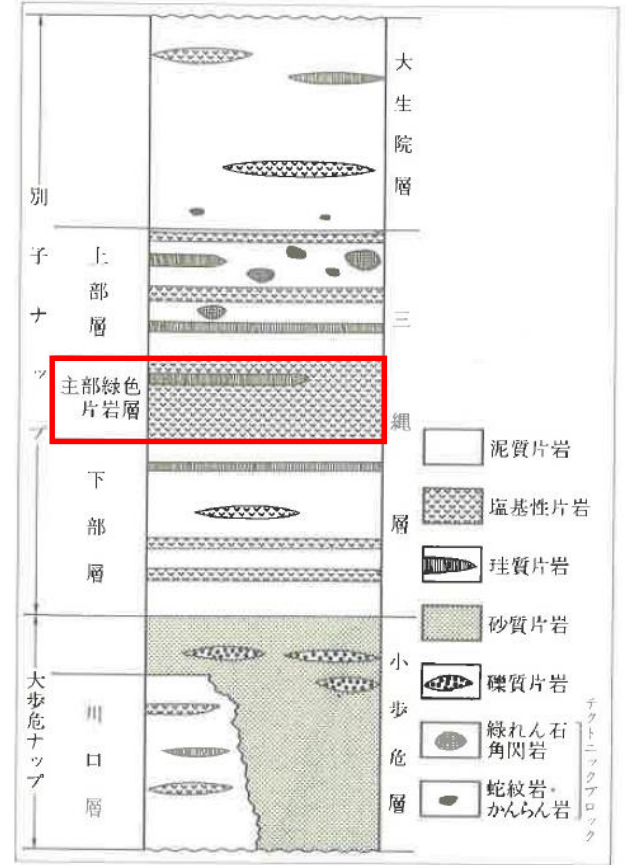 別子ナップ
大歩危ナップ
上部層
主部緑色
片岩層
下部層
川口層
大生院層
三縄層
小歩危層
泥質片岩
塩基性片岩
珪質片岩
砂質片岩
礫質片岩
緑れん石
角閃岩
蛇紋岩・
かんらん岩
テクトニックブロック